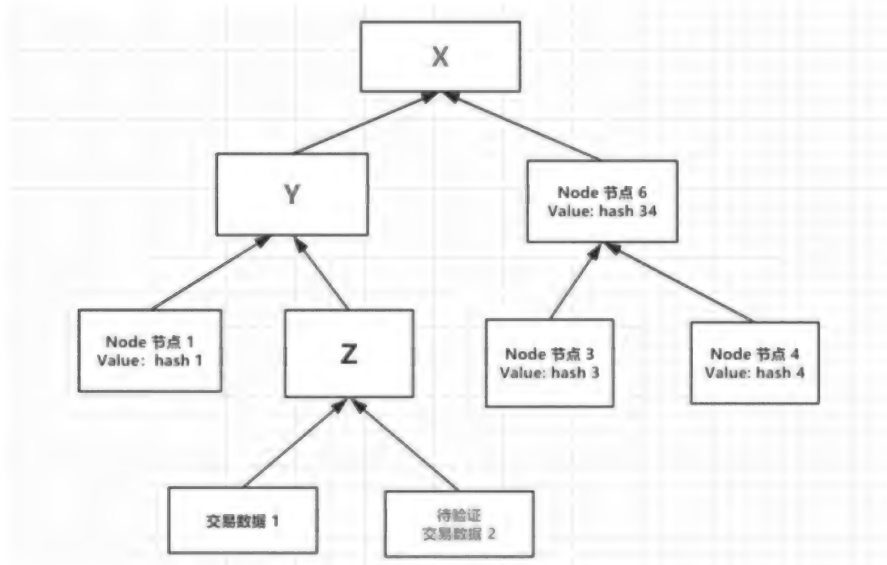 X
Y
Node 节点 6
Value: hash 34
Node 节点 1
Value: hash 1
Z
Node 节点 3
Value: hash 3
Node 节点 4
Value: hash 4
交易数据 1
待验证
交易数据 2